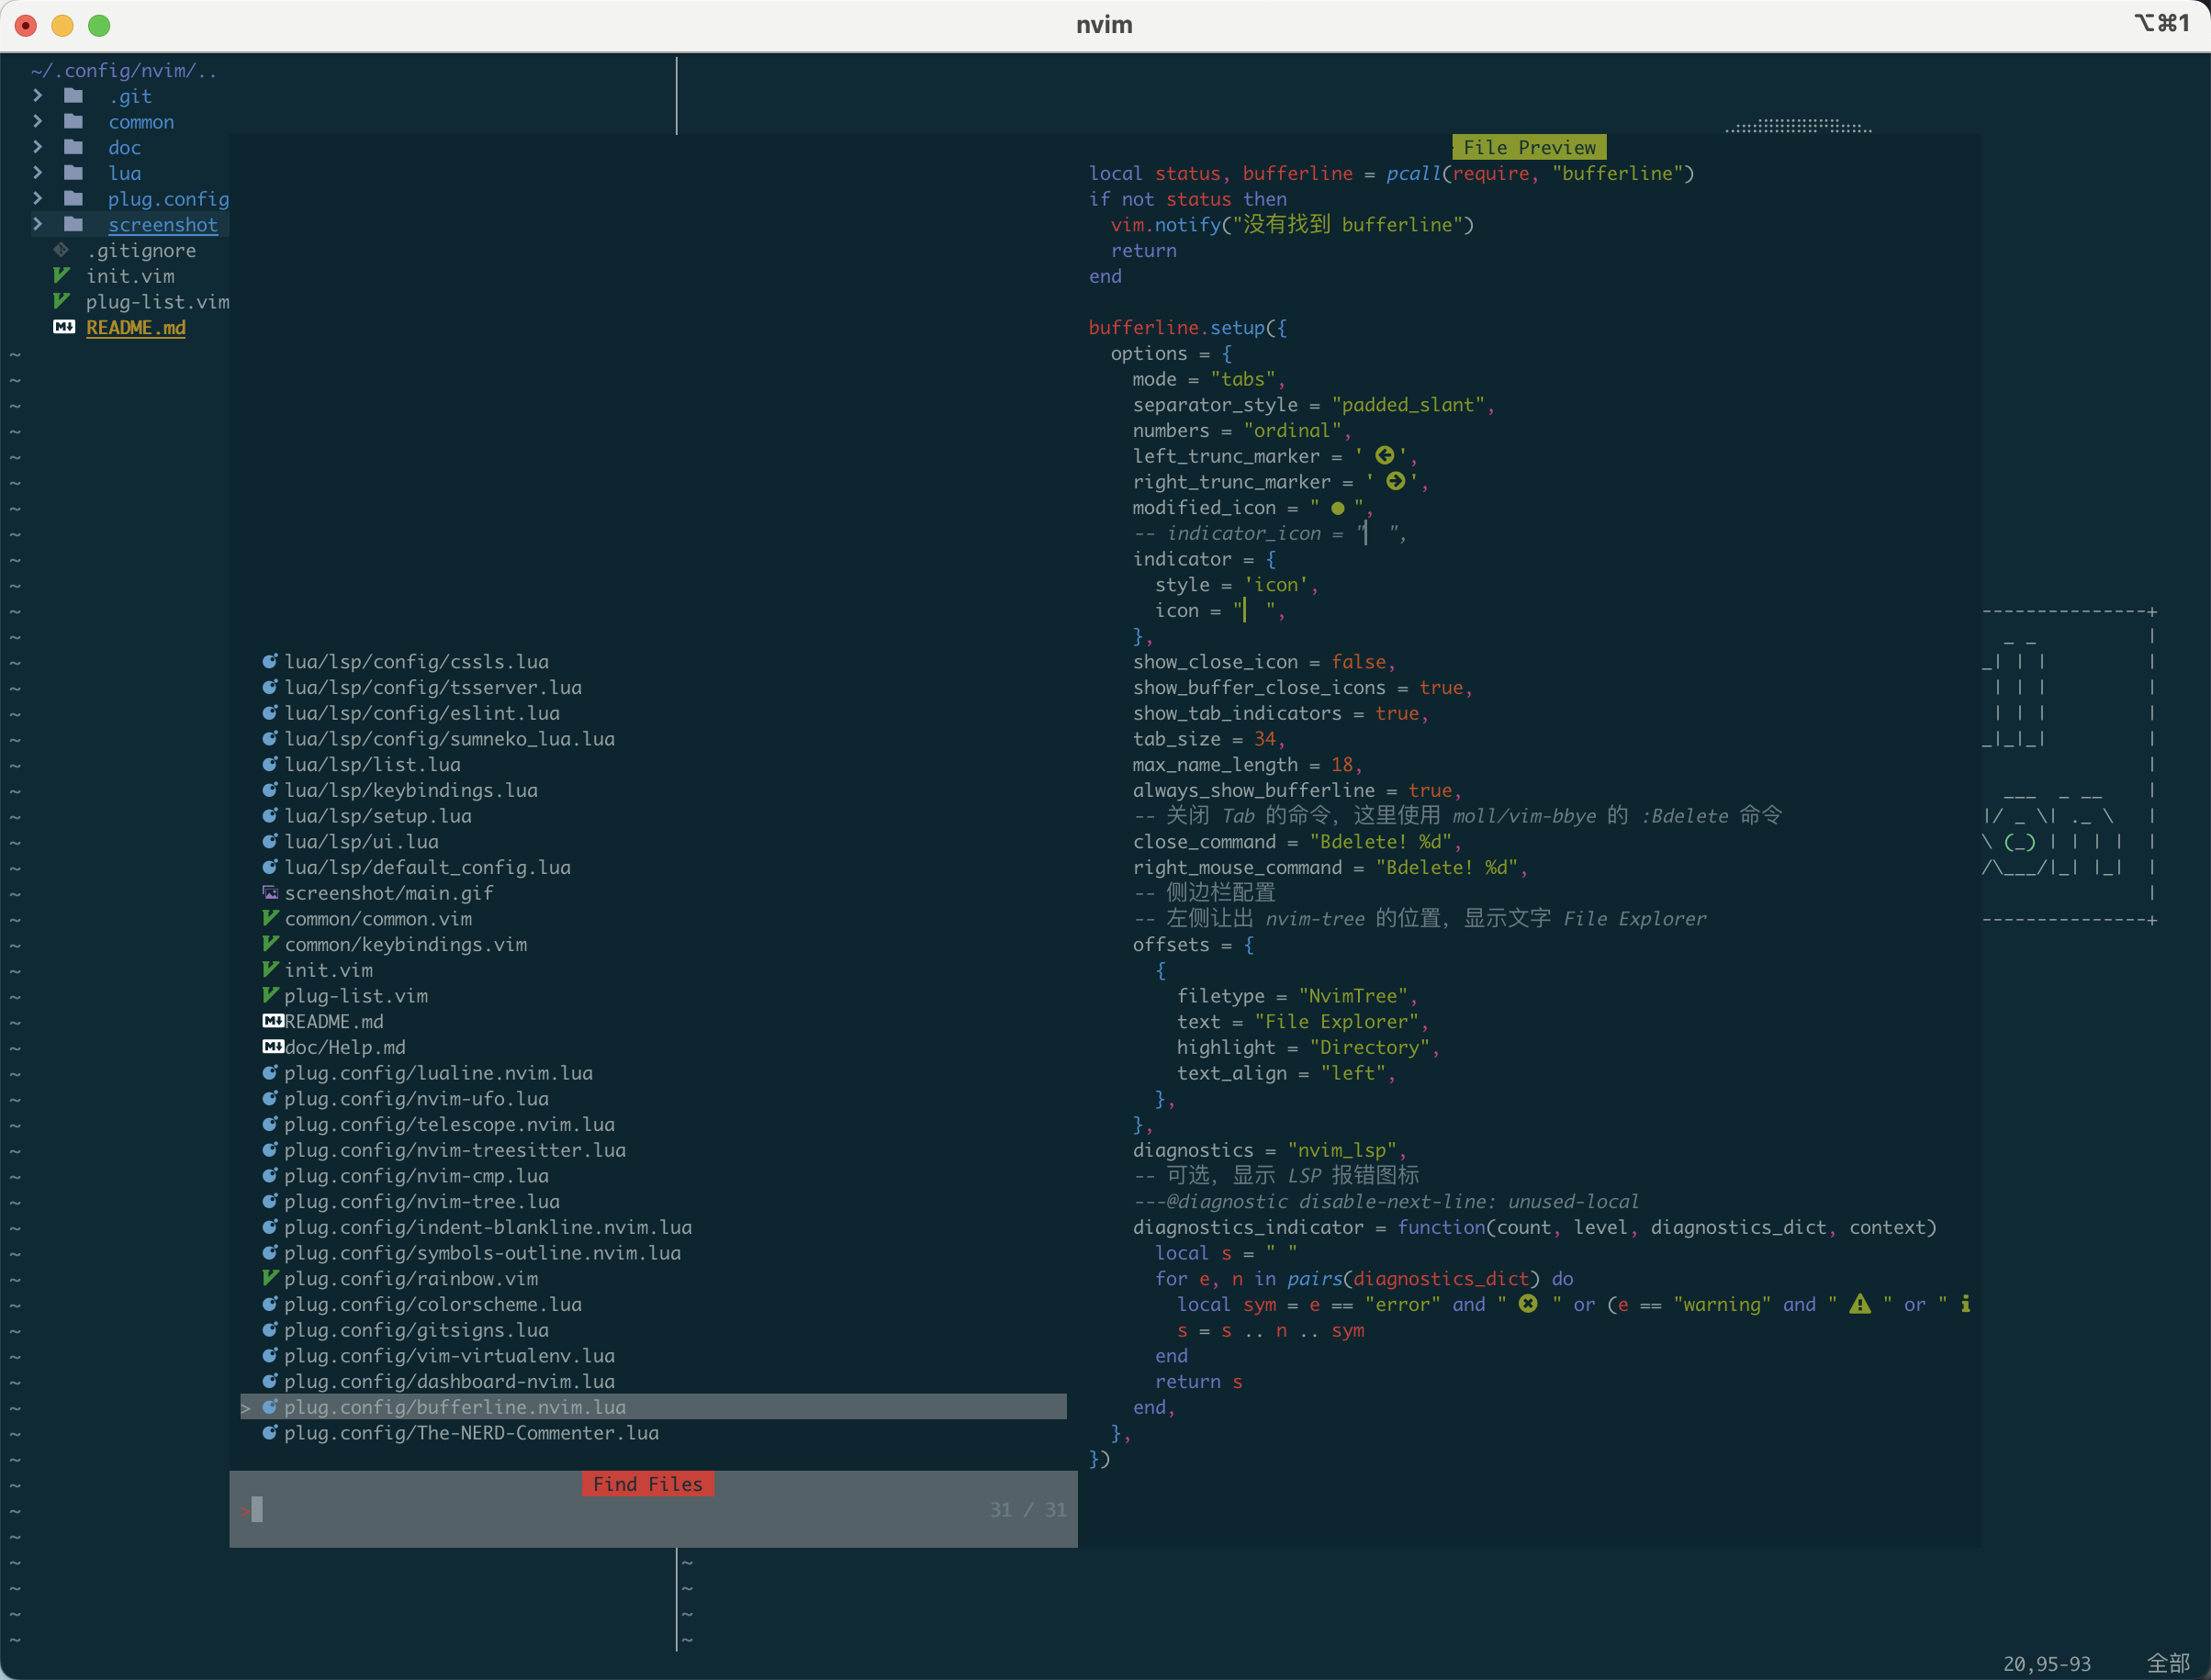 nvim
⌥⌘1
~/.config/nvim/..
.git
common
doc
lua
plug.config
screenshot
.gitignore
init.vim
plug-list.vim
README.md
lua/lsp/config/cssls.lua
lua/lsp/config/tsserver.lua
lua/lsp/config/eslint.lua
lua/lsp/config/sumneko_lua.lua
lua/lsp/list.lua
lua/lsp/keybindings.lua
lua/lsp/setup.lua
lua/lsp/ui.lua
lua/lsp/default_config.lua
screenshot/main.gif
common/common.vim
common/keybindings.vim
init.vim
plug-list.vim
README.md
doc/Help.md
plug.config/lualine.nvim.lua
plug.config/nvim-ufo.lua
plug.config/telescope.nvim.lua
plug.config/nvim-treesitter.lua
plug.config/nvim-cmp.lua
plug.config/nvim-tree.lua
plug.config/indent-blankline.nvim.lua
plug.config/symbols-outline.nvim.lua
plug.config/rainbow.vim
plug.config/colorscheme.lua
plug.config/gitsigns.lua
plug.config/vim-virtualenv.lua
plug.config/dashboard-nvim.lua
> plug.config/bufferline.nvim.lua
plug.config/The-NERD-Commenter.lua
Find Files
> 31 / 31
File Preview
local status, bufferline = pcall(require, "bufferline")
if not status then
  vim.notify("没有找到 bufferline")
  return
end
bufferline.setup({
  options = {
    mode = "tabs",
    separator_style = "padded_slant",
    numbers = "ordinal",
    left_trunc_marker = ' ',
    right_trunc_marker = ' ',
    modified_icon = " ● ",
    -- indicator_icon = "▎ ",
    indicator = {
      style = 'icon',
      icon = "▎ ",
    },
    show_close_icon = false,
    show_buffer_close_icons = true,
    show_tab_indicators = true,
    tab_size = 34,
    max_name_length = 18,
    always_show_bufferline = true,
    -- 关闭 Tab 的命令，这里使用 moll/vim-bbye 的 :Bdelete 命令
    close_command = "Bdelete! %d",
    right_mouse_command = "Bdelete! %d",
    -- 侧边栏配置
    -- 左侧让出 nvim-tree 的位置，显示文字 File Explorer
    offsets = {
      {
        filetype = "NvimTree",
        text = "File Explorer",
        highlight = "Directory",
        text_align = "left",
      },
    },
    diagnostics = "nvim_lsp",
    -- 可选，显示 LSP 报错图标
    ---@diagnostic disable-next-line: unused-local
    diagnostics_indicator = function(count, level, diagnostics_dict, context)
      local s = " "
      for e, n in pairs(diagnostics_dict) do
        local sym = e == "error" and "  " or (e == "warning" and "  " or "
        s = s .. n .. sym
      end
      return s
    end,
  },
})
20,95-93 全部